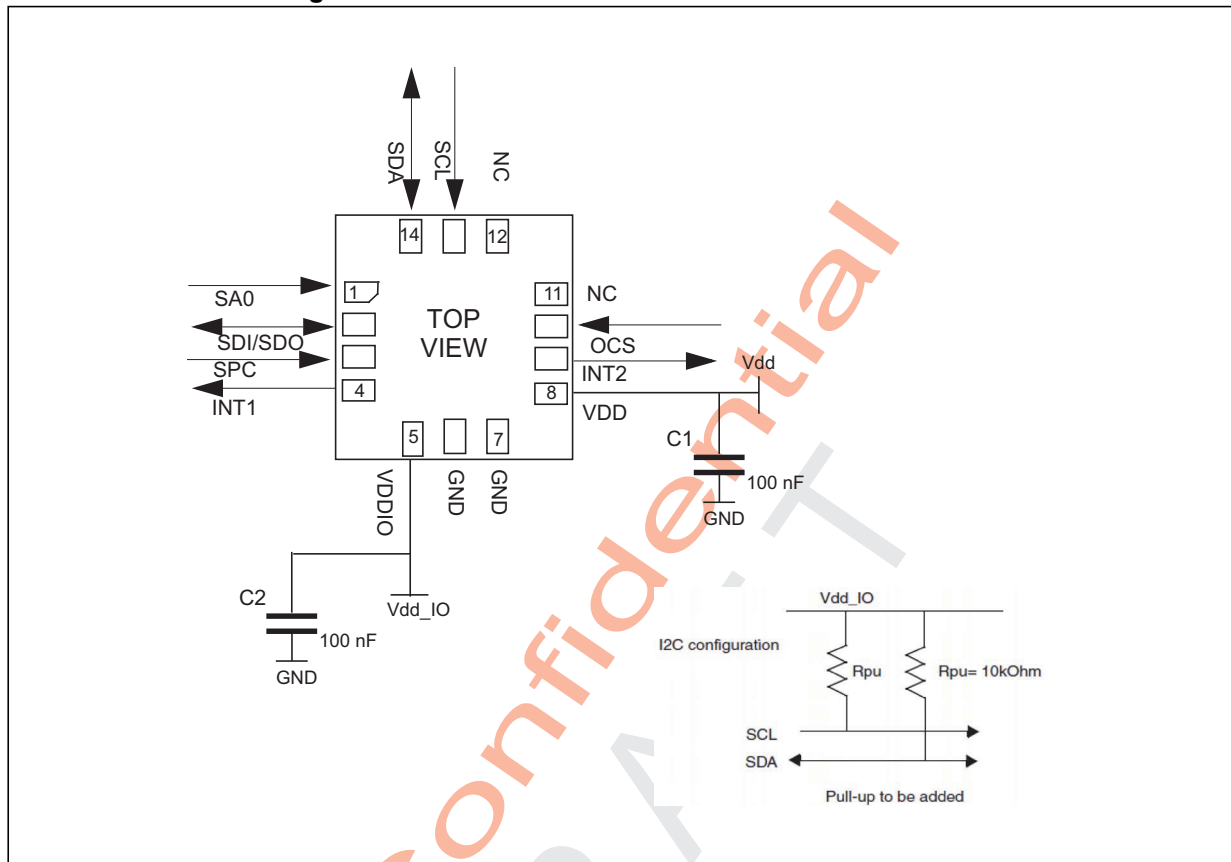 g
SDA
SCL
NC
14
12
SA0
SDI/SDO
SPC
INT1
1
4
TOP
VIEW
11
8
NC
OCS
INT2
VDD
Vdd
5
7
VDDIO
GND
GND
C1
100 nF
GND
C2
100 nF
GND
Vdd_IO
Vdd_IO
I2C configuration
Rpu
Rpu= 10kOhm
SCL
SDA
Pull-up to be added
onfidential